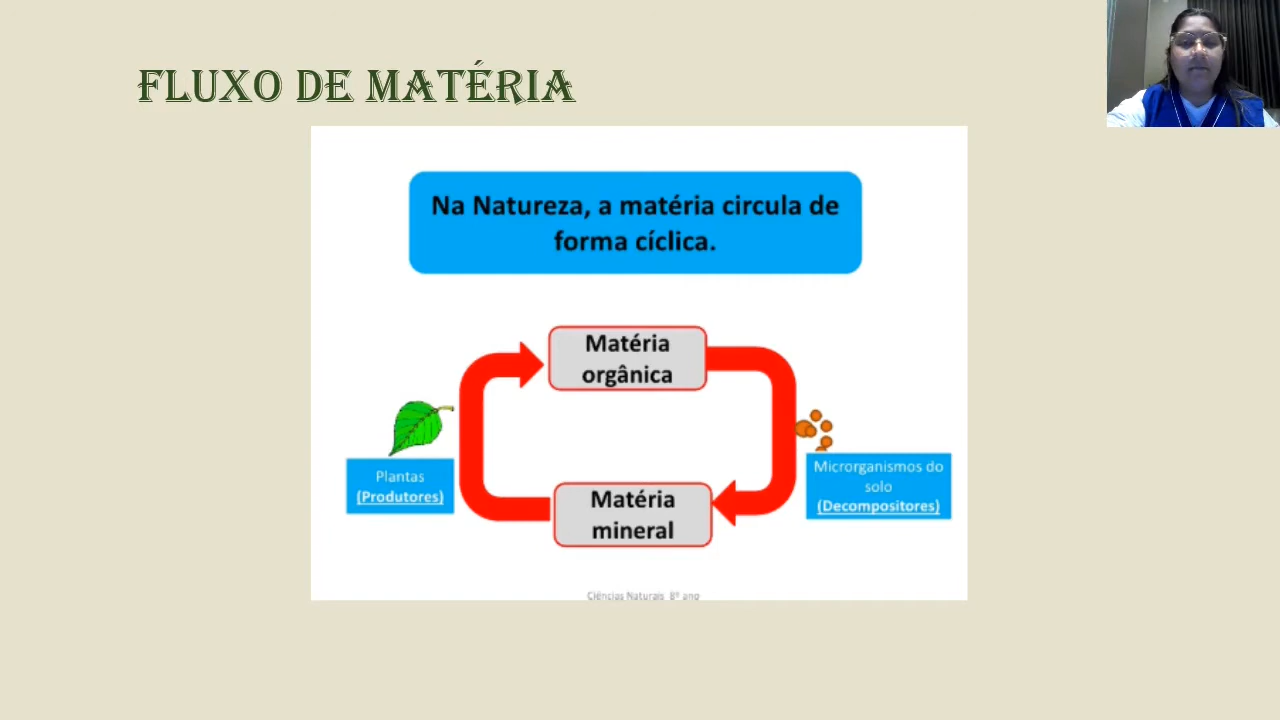 FLUXO DE MATÉRIA
Na Natureza, a matéria circula de
forma cíclica.
Matéria
orgânica
Plantas
(Produtores)
Microrganismos do
solo
(Decompositores)
Matéria
mineral
Ciências Naturais 8º ano